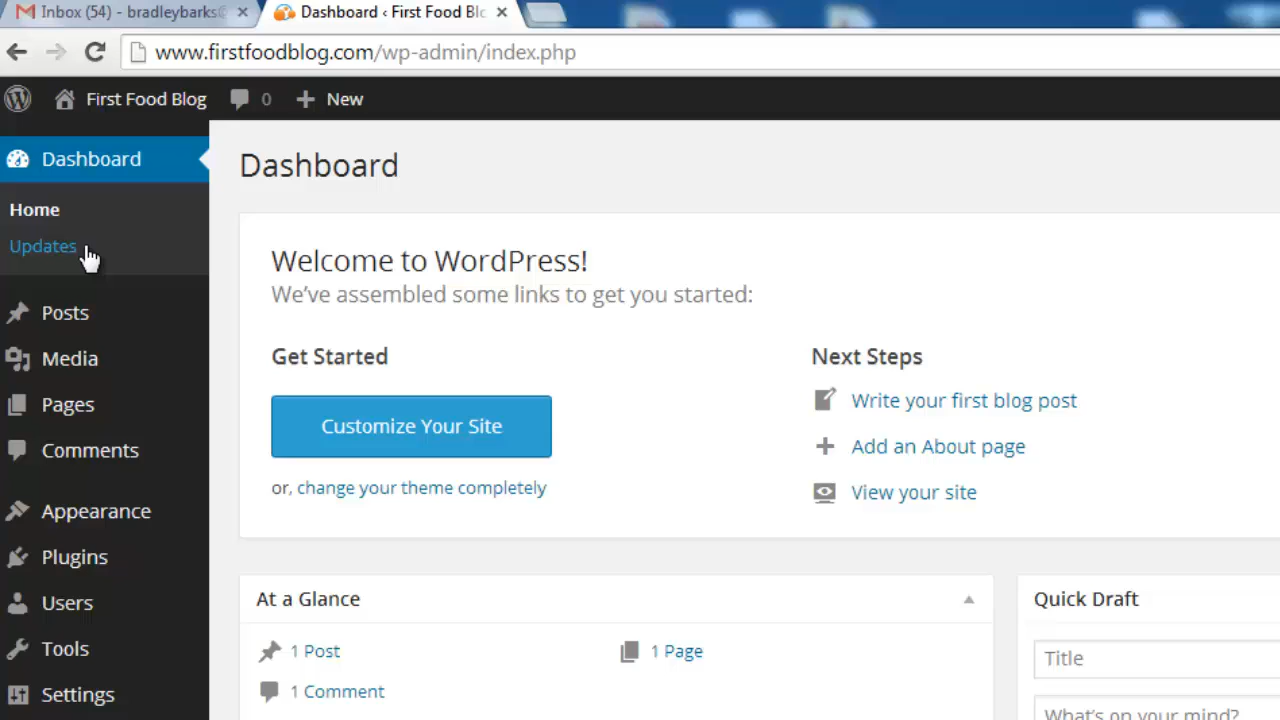 Inbox (54) - bradleybarks@
Dashboard ‹ First Food Blo
www.firstfoodblog.com/wp-admin/index.php
First Food Blog 0 New
Dashboard
Home
Updates
Posts
Media
Pages
Comments
Appearance
Plugins
Users
Tools
Settings
Dashboard
Welcome to WordPress!
We've assembled some links to get you started:
Get Started
Customize Your Site
or, change your theme completely
Next Steps
Write your first blog post
Add an About page
View your site
At a Glance
1 Post
1 Page
1 Comment
Quick Draft
Title
What's on your mind?